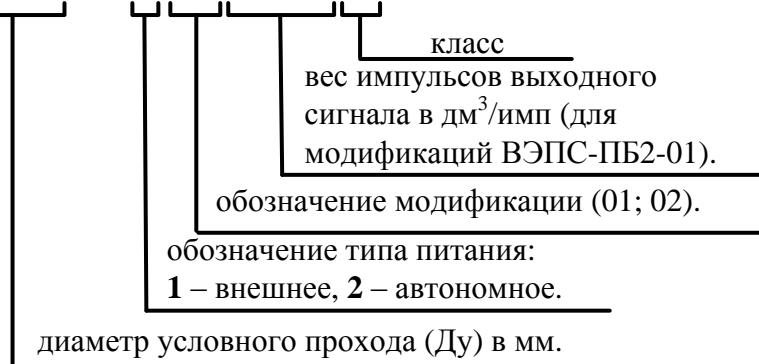 класс
вес импульсов выходного
сигнала в дм³/имп (для
модификаций ВЭПС-ПБ2-01).
обозначение модификации (01; 02).
обозначение типа питания:
1 – внешнее, 2 – автономное.
диаметр условного прохода (Ду) в мм.